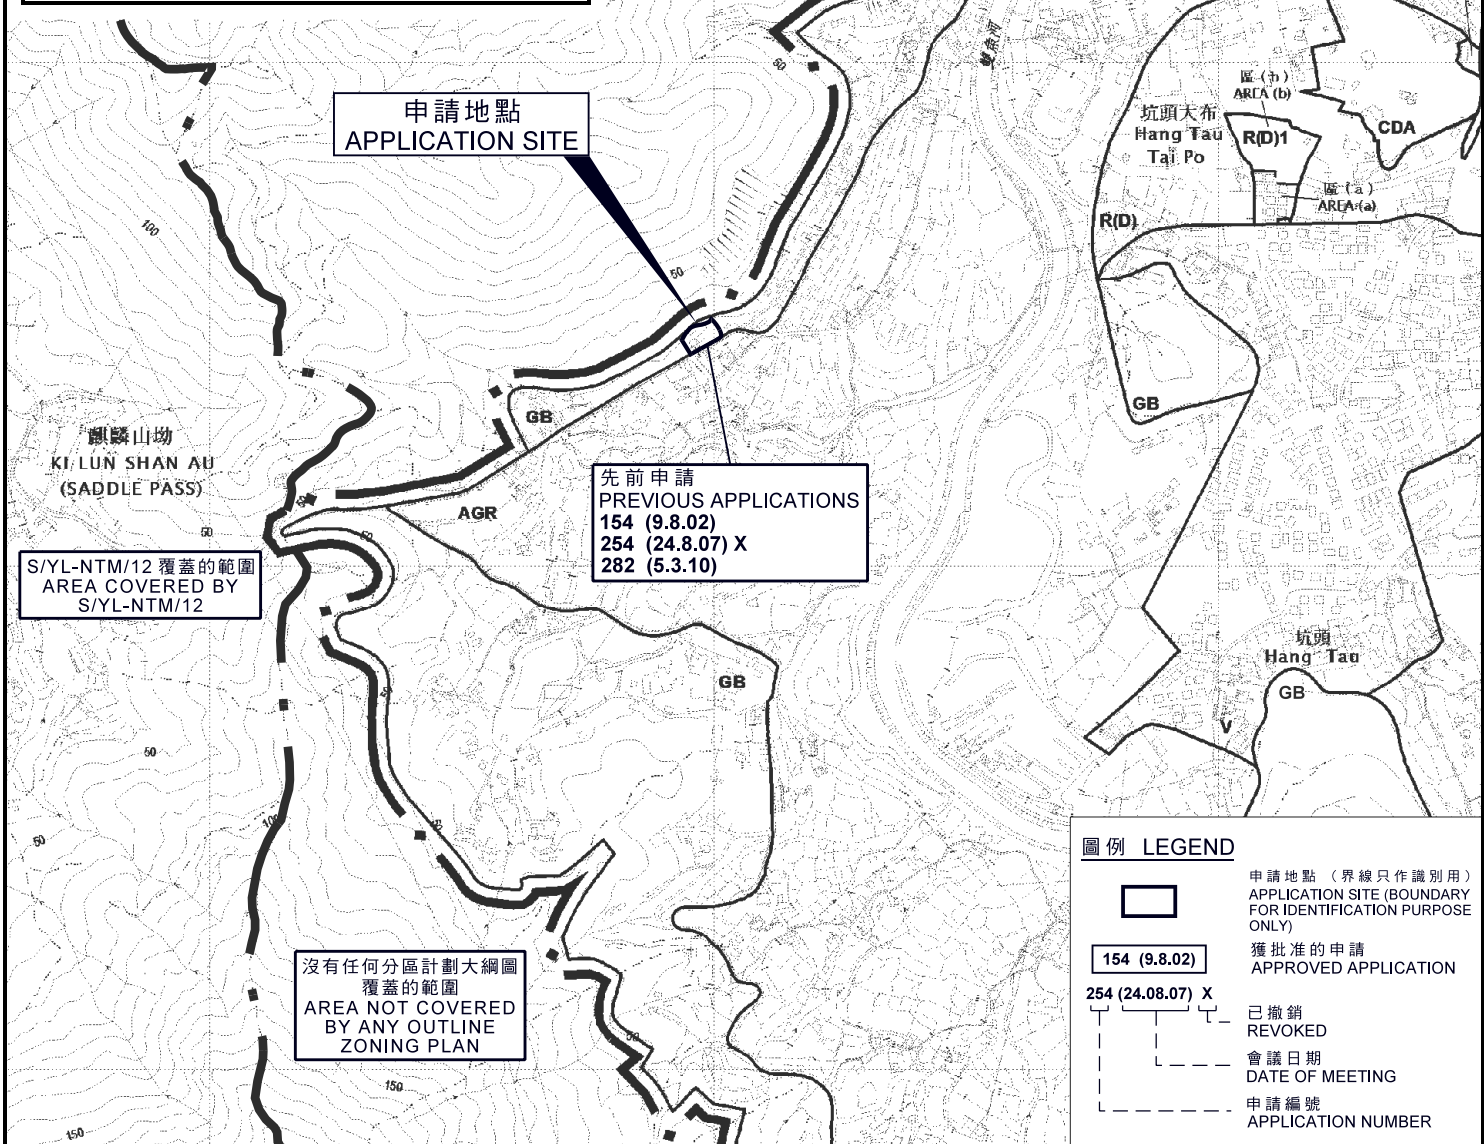 雙魚河
50
申請地點
APPLICATION SITE
區 (b)
AREA (b)
坑頭大布
Hang Tau
Tai Po
R(D)1
CDA
區 (a)
AREA (a)
R(D)
100
50
GB
GB
麒麟山坳
KI LUN SHAN AU
(SADDLE PASS)
50
50
50
AGR
先前申請
PREVIOUS APPLICATIONS
154 (9.8.02)
254 (24.8.07) X
282 (5.3.10)
S/YL-NTM/12 覆蓋的範圍
AREA COVERED BY
S/YL-NTM/12
坑頭
Hang Tau
GB
GB
V
50
50
100
50
50
沒有任何分區計劃大綱圖
覆蓋的範圍
AREA NOT COVERED
BY ANY OUTLINE
ZONING PLAN
50
150
150
圖例 LEGEND
申請地點 （界線只作識別用）
APPLICATION SITE (BOUNDARY
FOR IDENTIFICATION PURPOSE
ONLY)
154 (9.8.02)
獲批准的申請
APPROVED APPLICATION
254 (24.08.07) X
已撤銷
REVOKED
會議日期
DATE OF MEETING
申請編號
APPLICATION NUMBER